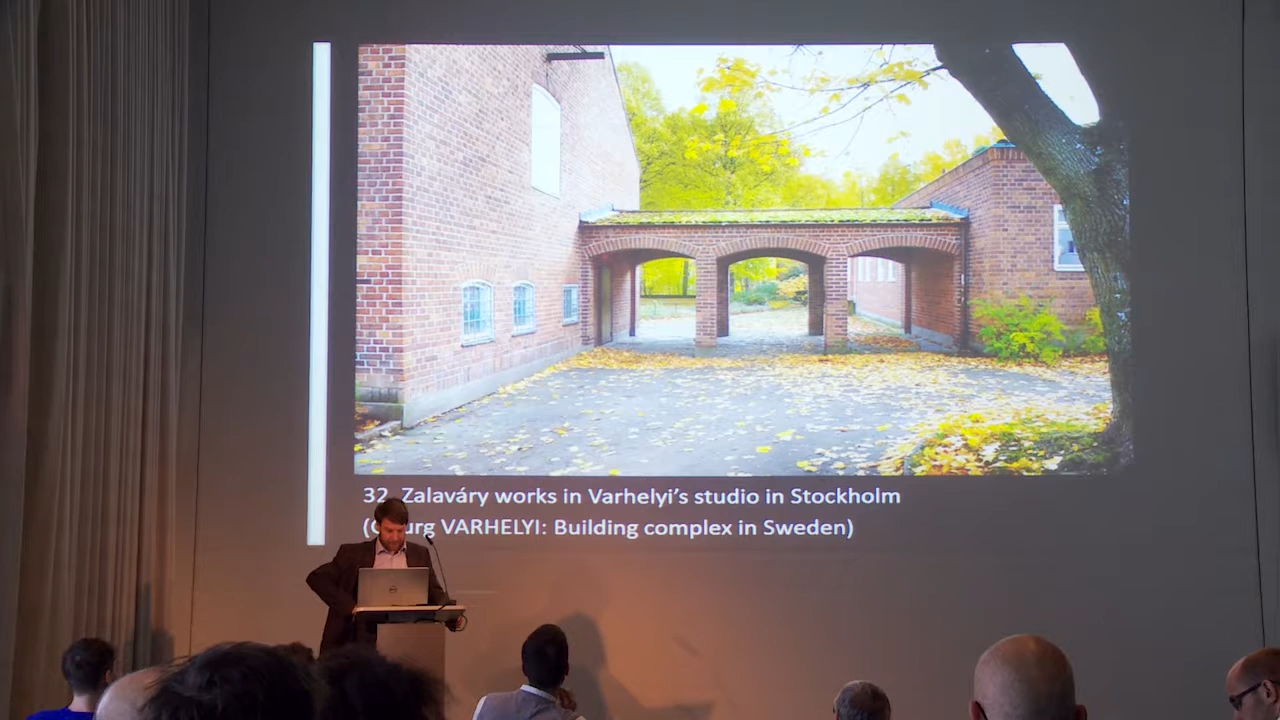 32. Zalaváry works in Varhelyi's studio in Stockholm
VARHELYI: Building complex in Sweden)